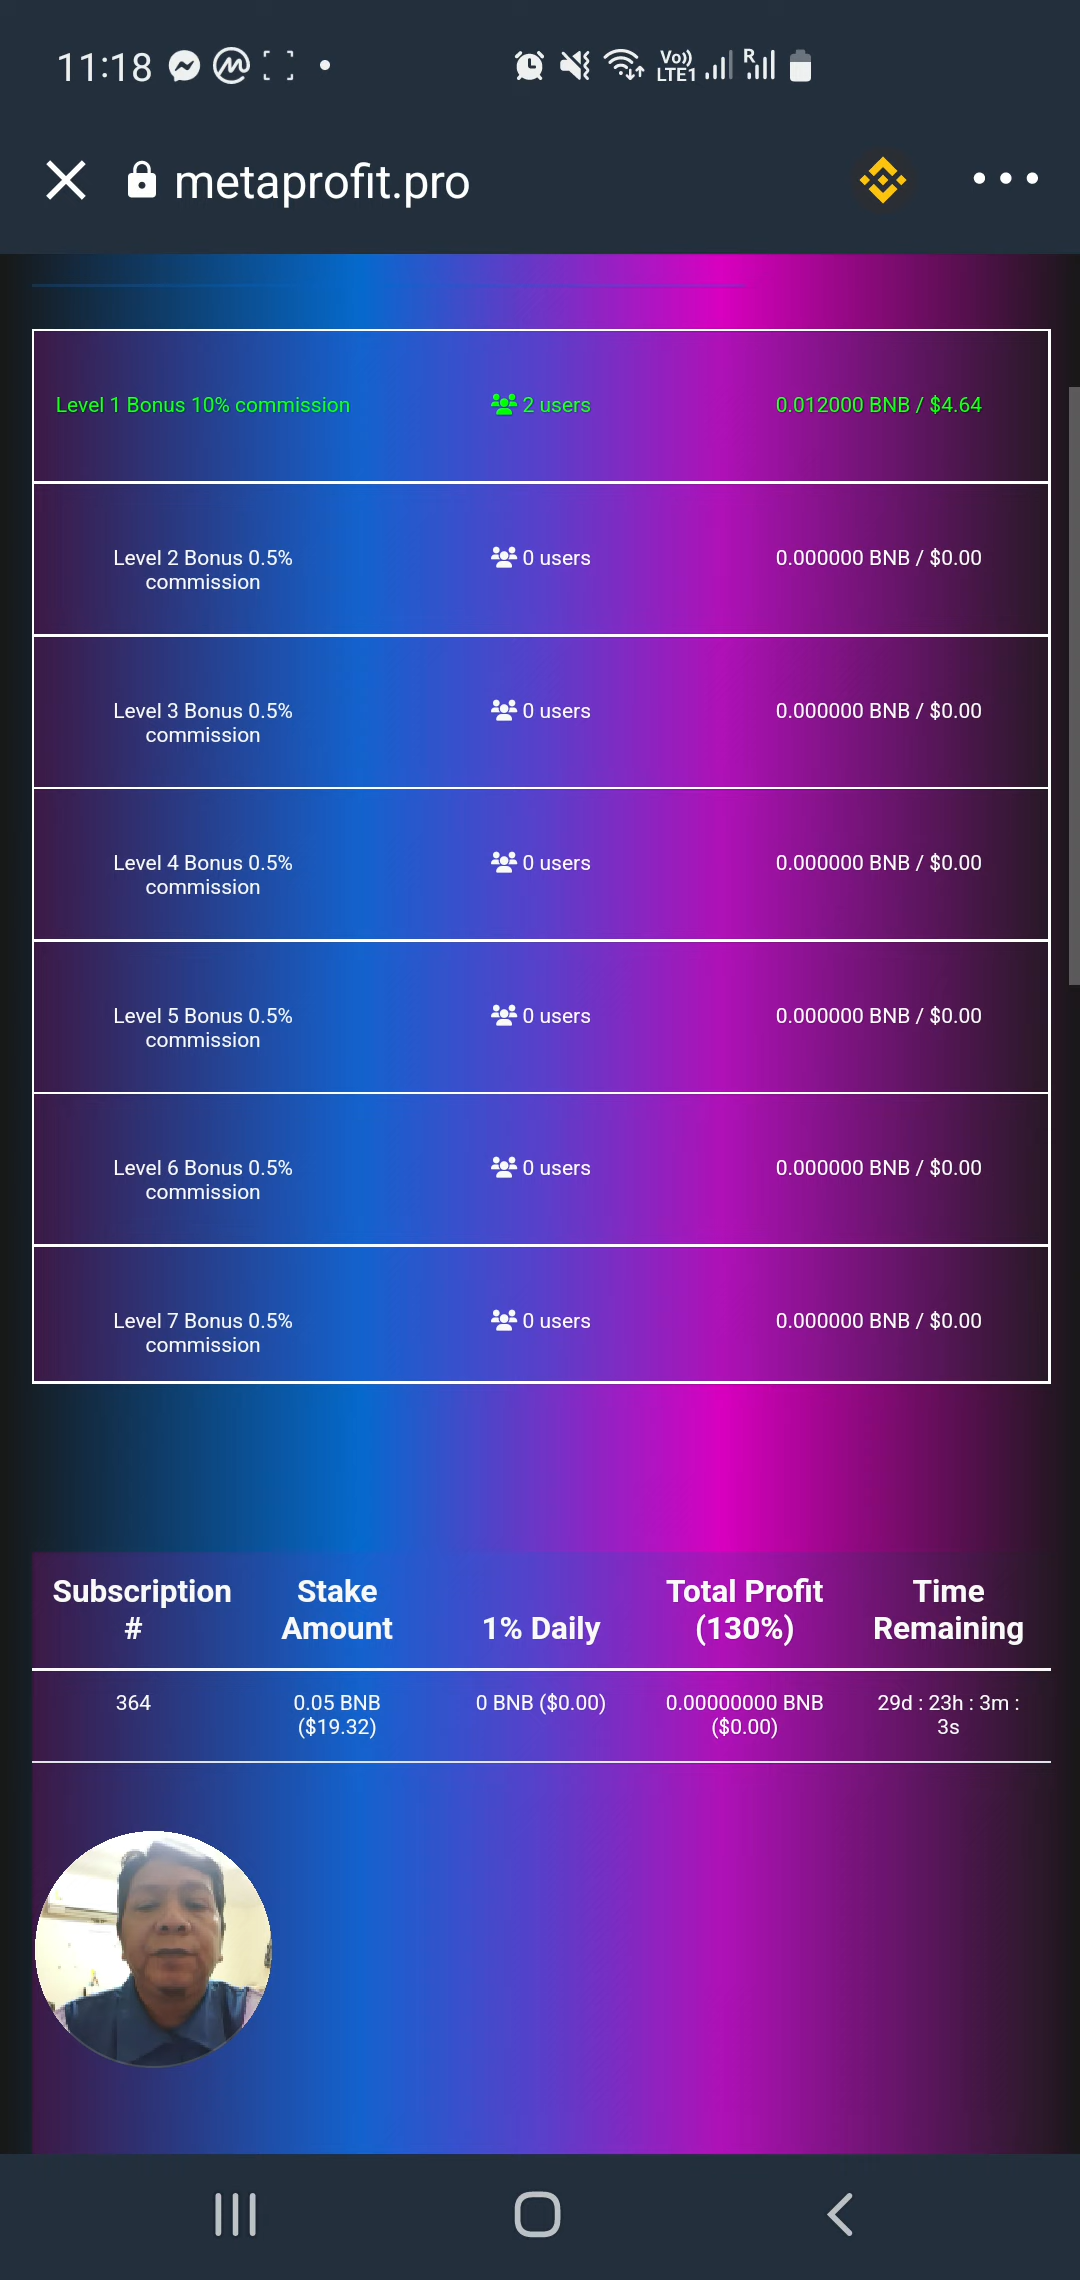 11:18
Vo)) LTE1 R
metaprofit.pro
Level 1 Bonus 10% commission 2 users 0.012000 BNB / $4.64
Level 2 Bonus 0.5% commission 0 users 0.000000 BNB / $0.00
Level 3 Bonus 0.5% commission 0 users 0.000000 BNB / $0.00
Level 4 Bonus 0.5% commission 0 users 0.000000 BNB / $0.00
Level 5 Bonus 0.5% commission 0 users 0.000000 BNB / $0.00
Level 6 Bonus 0.5% commission 0 users 0.000000 BNB / $0.00
Level 7 Bonus 0.5% commission 0 users 0.000000 BNB / $0.00
Subscription # Stake Amount 1% Daily Total Profit (130%) Time Remaining
364 0.05 BNB ($19.32) 0 BNB ($0.00) 0.00000000 BNB ($0.00) 29d : 23h : 3m : 3s